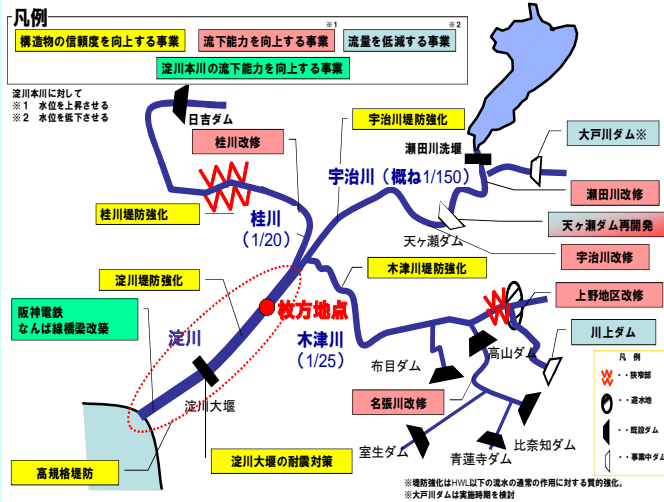 凡例
※1
※2
構造物の信頼度を向上する事業
流下能力を向上する事業
流量を低減する事業
淀川本川の流下能力を向上する事業
淀川本川に対して
※1 水位を上昇させる
※2 水位を低下させる
日吉ダム
桂川改修
宇治川堤防強化
瀬田川洗堰
大戸川ダム※
宇治川（概ね1/150）
瀬田川改修
桂川堤防強化
桂川
（1/20）
天ヶ瀬ダム再開発
天ヶ瀬ダム
宇治川改修
木津川堤防強化
淀川堤防強化
上野地区改修
阪神電鉄
なんば線橋梁改築
淀川
枚方地点
木津川
（1/25）
川上ダム
高山ダム
布目ダム
淀川大堰
名張川改修
凡例
・・狭窄部
・・遊水地
・・既設ダム
・・事業中ダム
比奈知ダム
室生ダム
青蓮寺ダム
高規格堤防
淀川大堰の耐震対策
※堤防強化はHWL以下の流水の通常の作用に対する質的強化。
※大戸川ダムは実施時期を検討